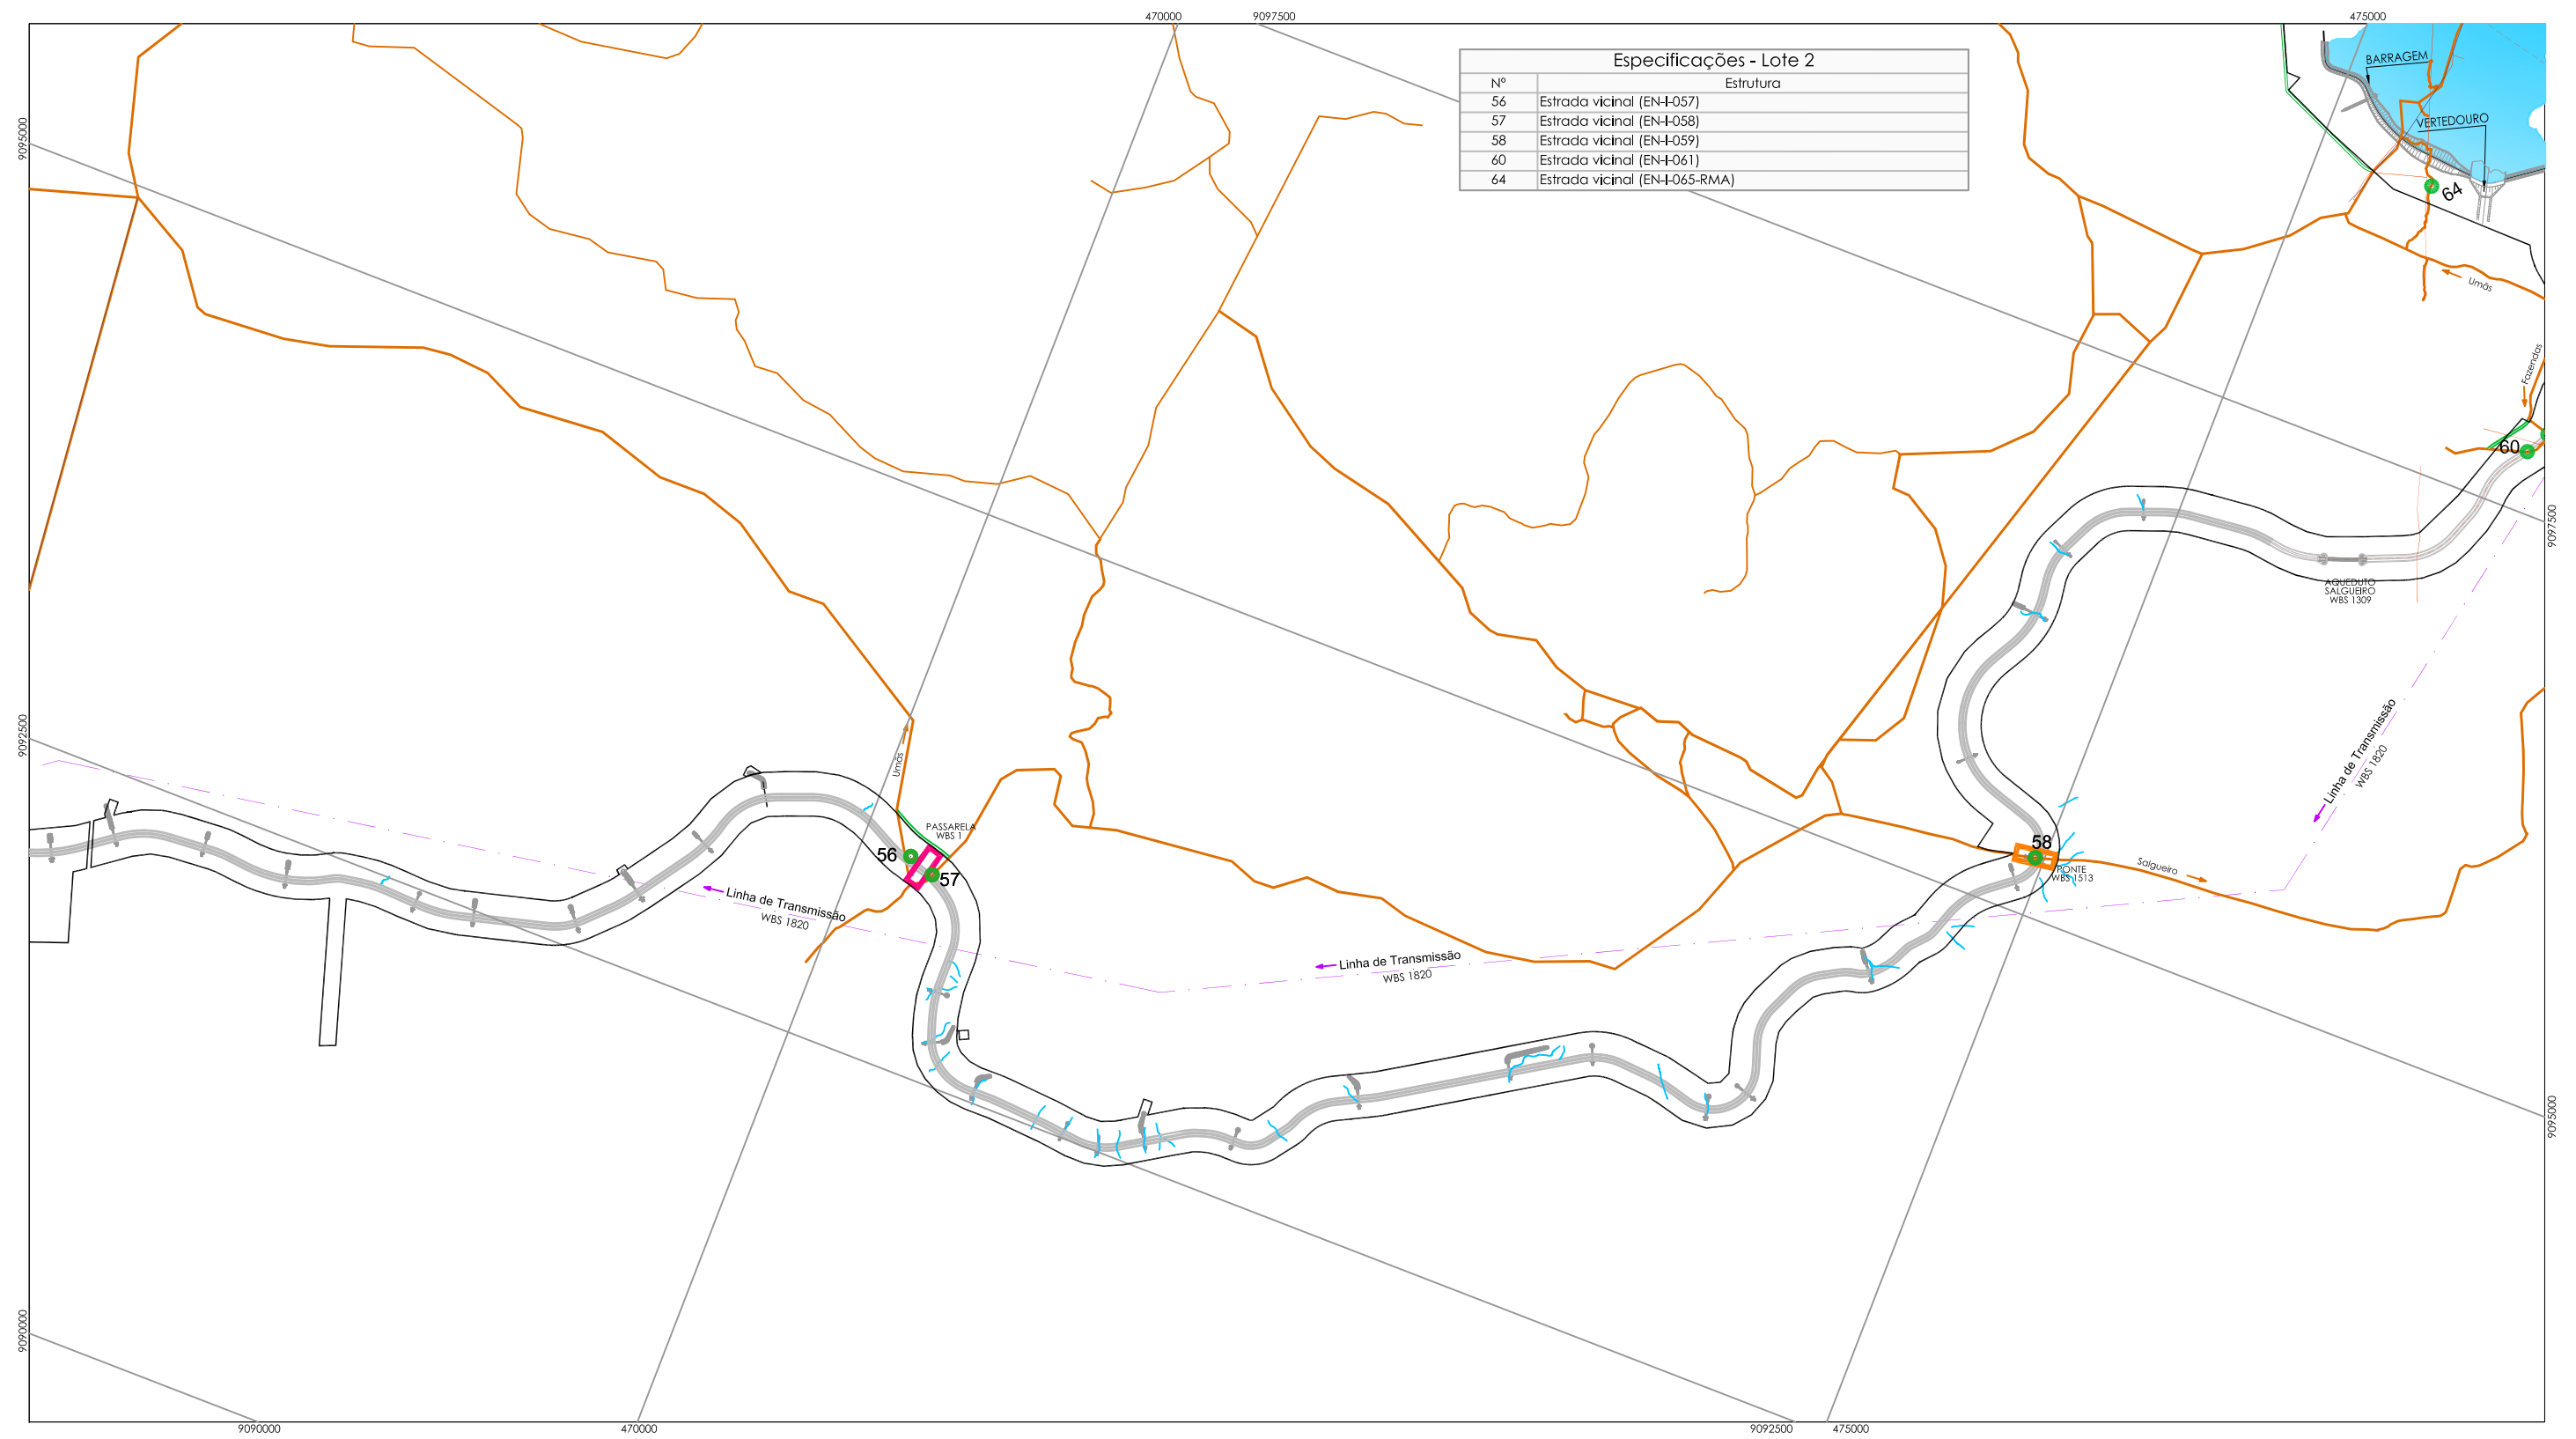 470000
9097500
475000
Especificações - Lote 2
Nº Estrutura
56 Estrada vicinal (EN-I-057)
57 Estrada vicinal (EN-I-058)
58 Estrada vicinal (EN-I-059)
60 Estrada vicinal (EN-I-061)
64 Estrada vicinal (EN-I-065-RMA)
BARRAGEM
VERTEDOURO
64
Umãs
Fazendas
60
9095000
9097500
AQUEDUTO
SALGUEIRO
WBS 1309
Linha de Transmissão
WBS 1820
9092500
Umãs
PASSARELA
WBS 1
56
57
58
PONTE
WBS 1513
Salgueiro
Linha de Transmissão
WBS 1820
Linha de Transmissão
WBS 1820
9095000
9090000
9090000
470000
9092500
475000